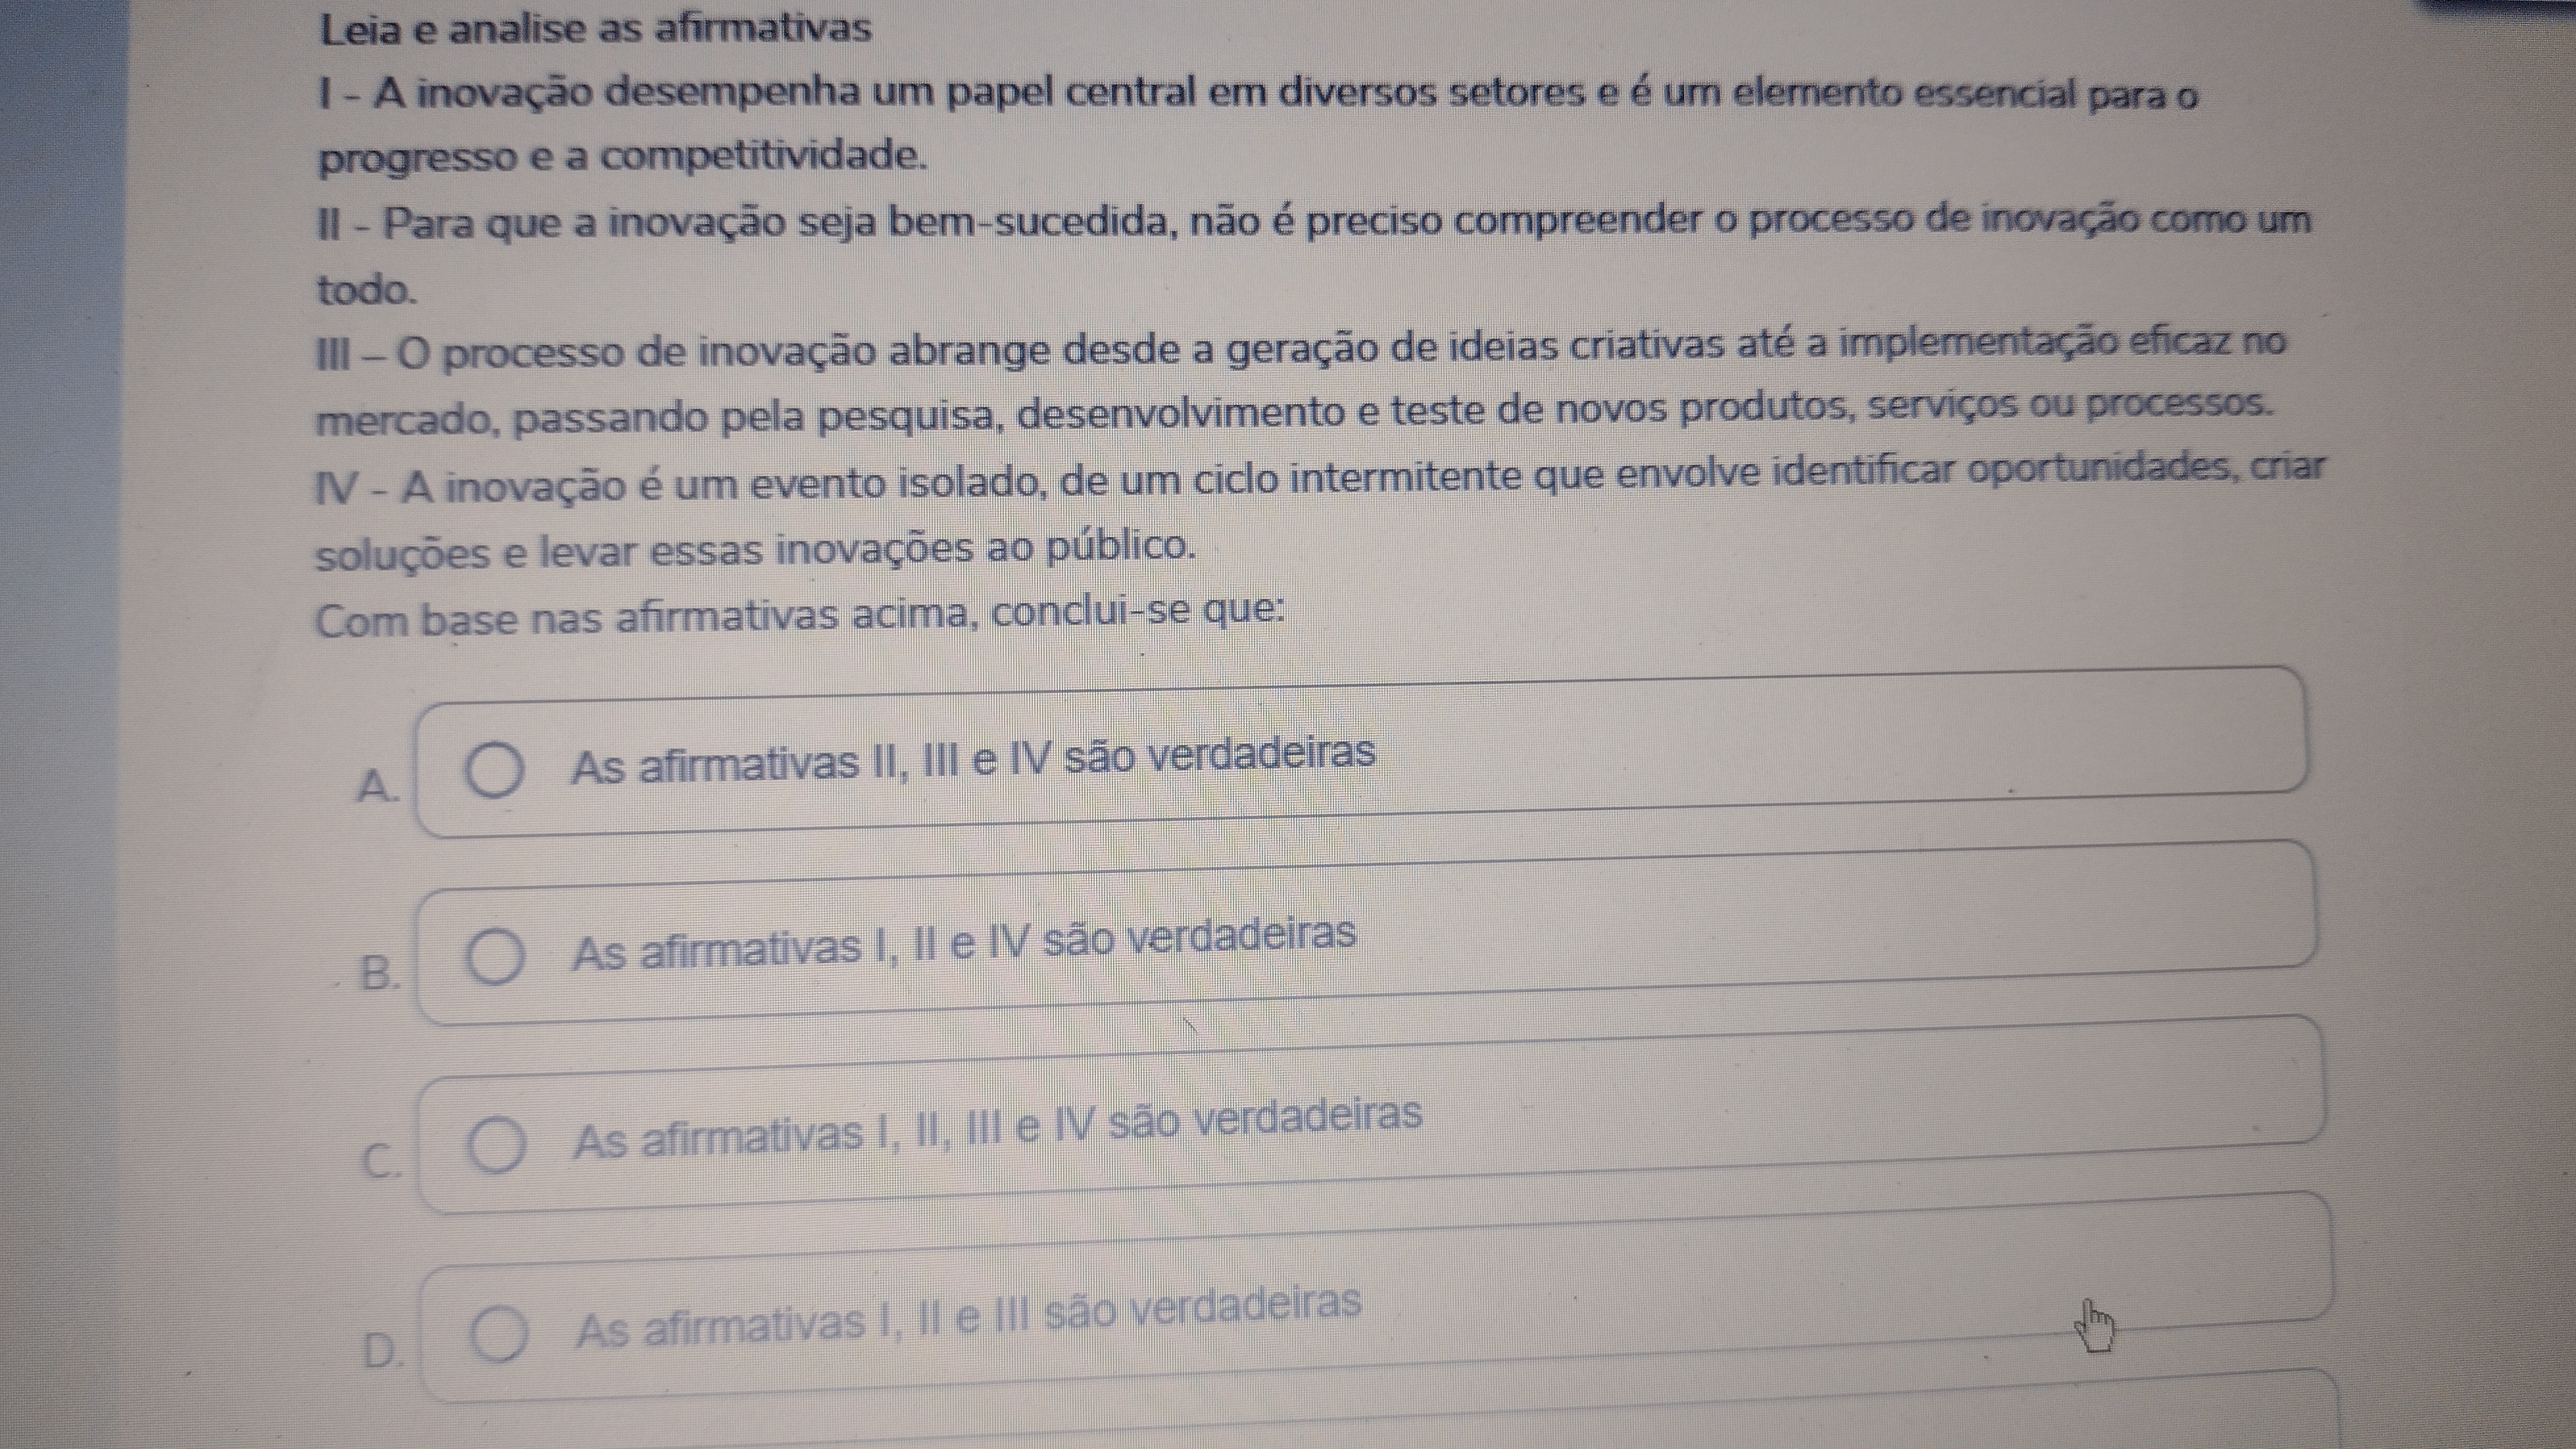 Leia e analise as afirmativas
I - A inovação desempenha um papel central em diversos setores e é um elemento essencial para o
progresso e a competitividade.
II - Para que a inovação seja bem-sucedida, não é preciso compreender o processo de inovação como um
todo.
III – O processo de inovação abrange desde a geração de ideias criativas até a implementação eficaz no
mercado, passando pela pesquisa, desenvolvimento e teste de novos produtos, serviços ou processos.
IV - A inovação é um evento isolado, de um ciclo intermitente que envolve identificar oportunidades, criar
soluções e levar essas inovações ao público.
Com base nas afirmativas acima, conclui-se que:
A. As afirmativas II, III e IV são verdadeiras
B. As afirmativas I, II e IV são verdadeiras
C. As afirmativas I, II, III e IV são verdadeiras
D. As afirmativas I, II e III são verdadeiras